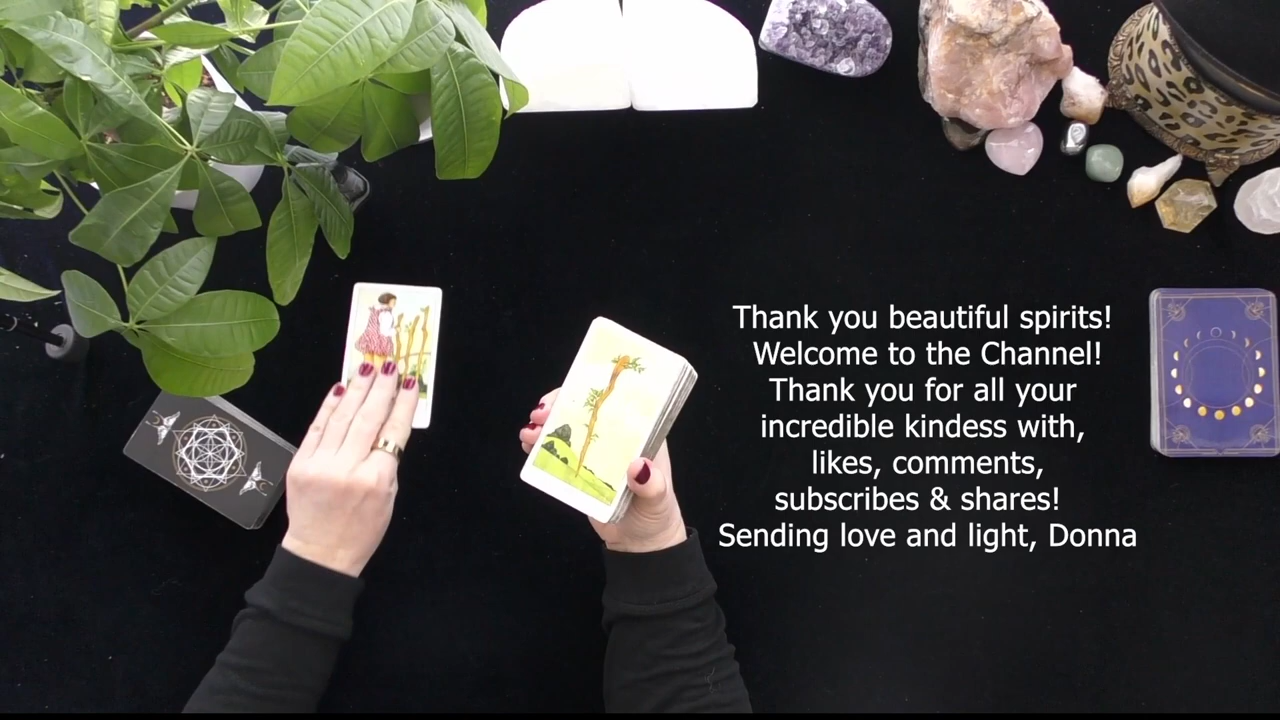 Thank you beautiful spirits!
Welcome to the Channel!
Thank you for all your
incredible kindess with,
likes, comments,
subscribes & shares!
Sending love and light, Donna